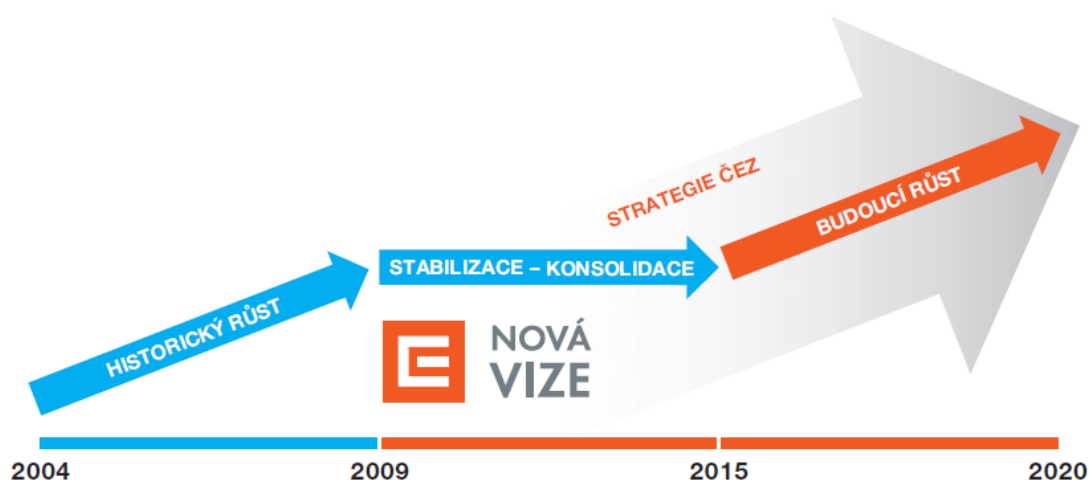 STRATEGIE ČEZ
BUDOUCÍ RŮST
STABILIZACE – KONSOLIDACE
HISTORICKÝ RŮST
NOVÁ
VIZE
2004 2009 2015 2020